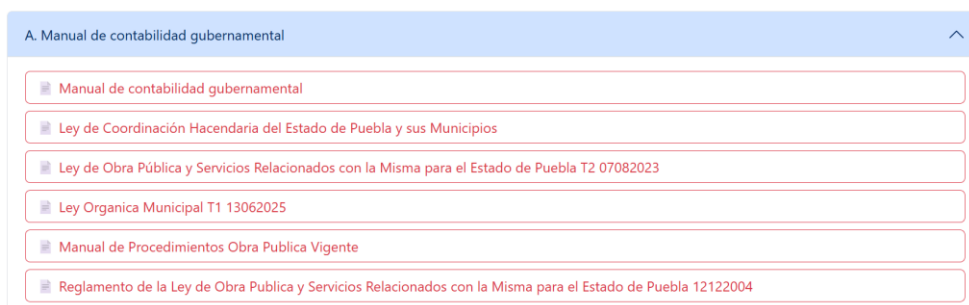 A. Manual de contabilidad gubernamental
Manual de contabilidad gubernamental
Ley de Coordinación Hacendaria del Estado de Puebla y sus Municipios
Ley de Obra Pública y Servicios Relacionados con la Misma para el Estado de Puebla T2 07082023
Ley Organica Municipal T1 13062025
Manual de Procedimientos Obra Publica Vigente
Reglamento de la Ley de Obra Publica y Servicios Relacionados con la Misma para el Estado de Puebla 12122004